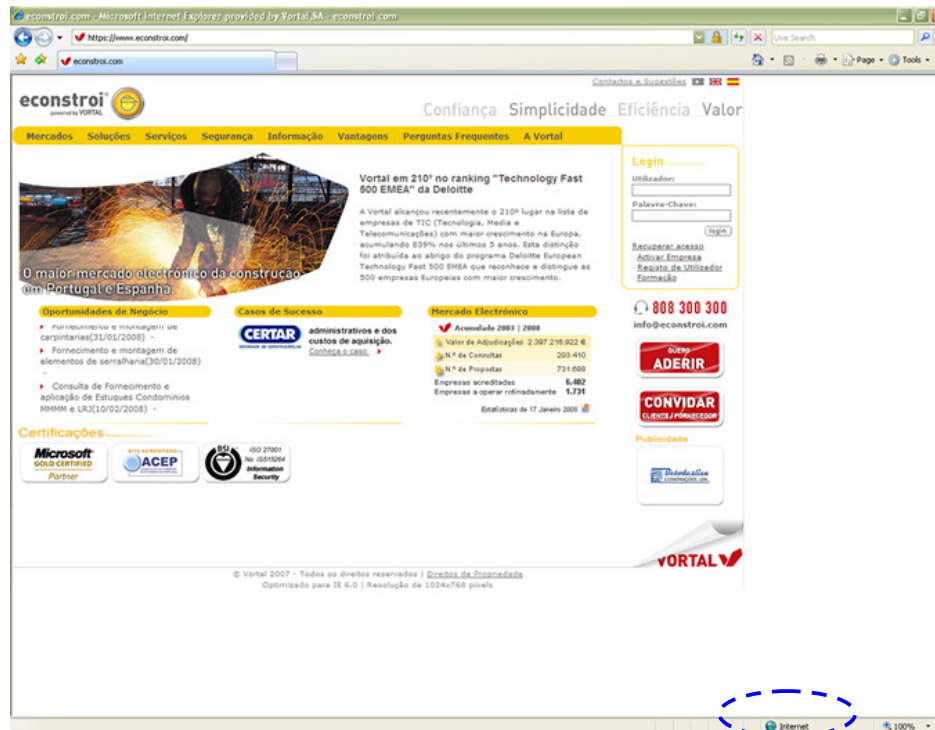 econstroi.com - Microsoft Internet Explorer provided by Vortal,SA - econstroi.com
https://www.econstroi.com/
Live Search
econstroi.com
Page
Tools
Contactos e Sugestões
econstroi
powered by VORTAL
Confiança Simplicidade Eficiência Valor
Mercados Soluções Serviços Segurança Informação Vantagens Perguntas Frequentes A Vortal
O maior mercado electrónico da construção
em Portugal e Espanha.
Vortal em 210º no ranking "Technology Fast
500 EMEA" da Deloitte
A Vortal alcançou recentemente o 210º lugar na lista de
empresas de TIC (Tecnologia, Media e
Telecomunicações) com maior crescimento na Europa,
acumulando 839% nos últimos 5 anos. Esta distinção
foi atribuída ao abrigo do programa Deloitte European
Technology Fast 500 EMEA que reconhece e distingue as
500 empresas Europeias com maior crescimento.
Login
Utilizador:
Palavra-Chave:
login
Recuperar acesso
Activar Empresa
Registo de Utilizador
Formação
808 300 300
info@econstroi.com
QUERO
ADERIR
CONVIDAR
CLIENTE / FORNECEDOR
Publicidade
CONSTRUÇÕES, LDA.
Oportunidades de Negócio
Fornecimento e montagem de
carpintarias(31/01/2008) -
Fornecimento e montagem de
elementos de serralharia(30/01/2008)
-
Consulta de Fornecimento e
aplicação de Estuques Condominios
MMMM e LRJ(10/02/2008) -
Casos de Sucesso
CERTAR
administrativos e dos
custos de aquisição.
Conheça o caso.
Mercado Electrónico
Acumulado 2003 | 2008
Valor de Adjudicações 2.397.216.922 €
N.º de Consultas 203.410
N.º de Propostas 731.688
Empresas acreditadas 6.402
Empresas a operar rotinadamente 1.731
Estatísticas de 17 Janeiro 2008
Certificações
Microsoft
GOLD CERTIFIED
Partner
SITE ACREDITADO
ACEP
BSI
ISO 27001
No: IS515264
Information
Security
VORTAL
© Vortal 2007 - Todos os direitos reservados | Direitos de Propriedade
Optimizado para IE 6.0 | Resolução de 1024x768 pixels
Internet
100%